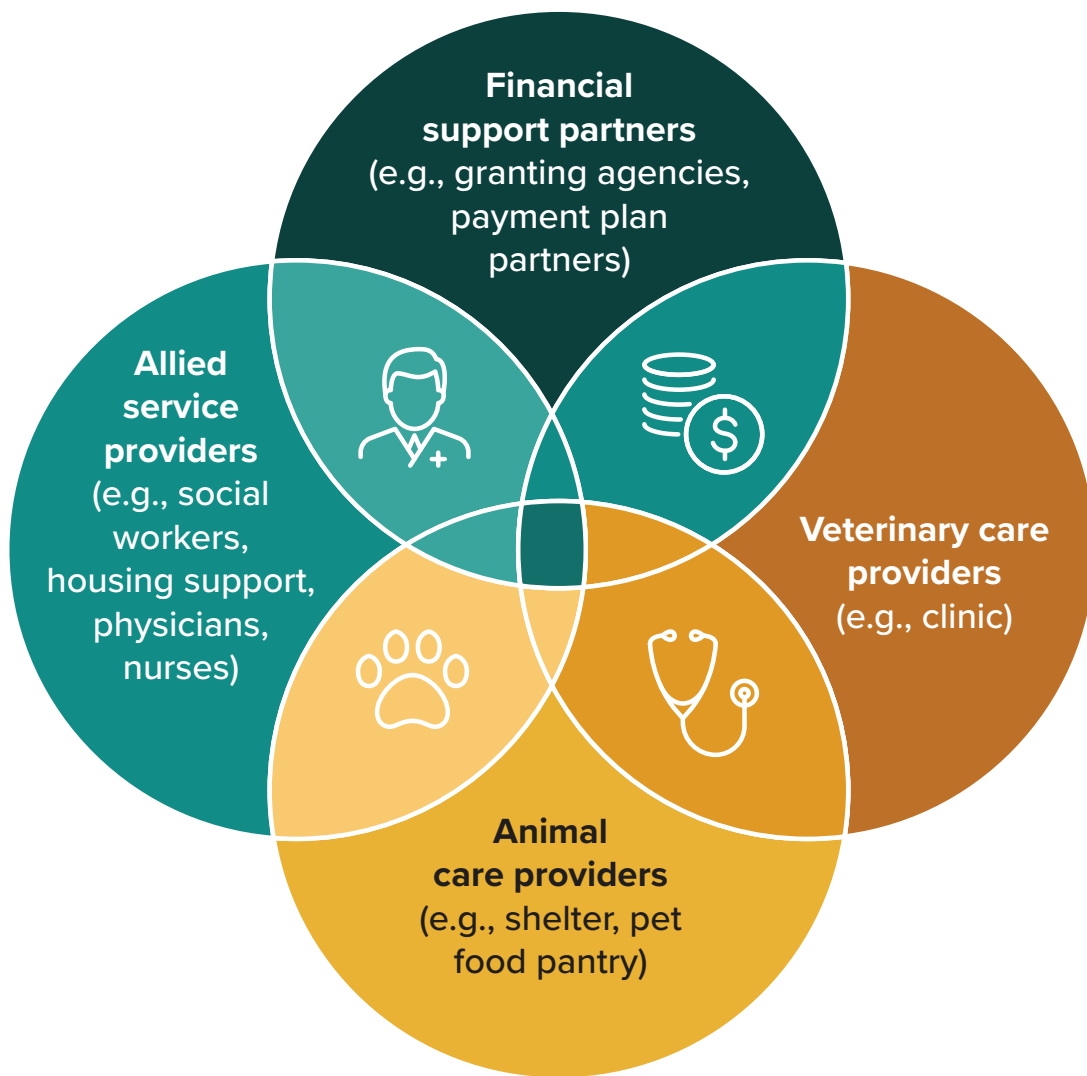 Financial
support partners
(e.g., granting agencies,
payment plan
partners)
Allied
service
providers
(e.g., social
workers,
housing support,
physicians,
nurses)
$
Veterinary care
providers
(e.g., clinic)
Animal
care providers
(e.g., shelter, pet
food pantry)